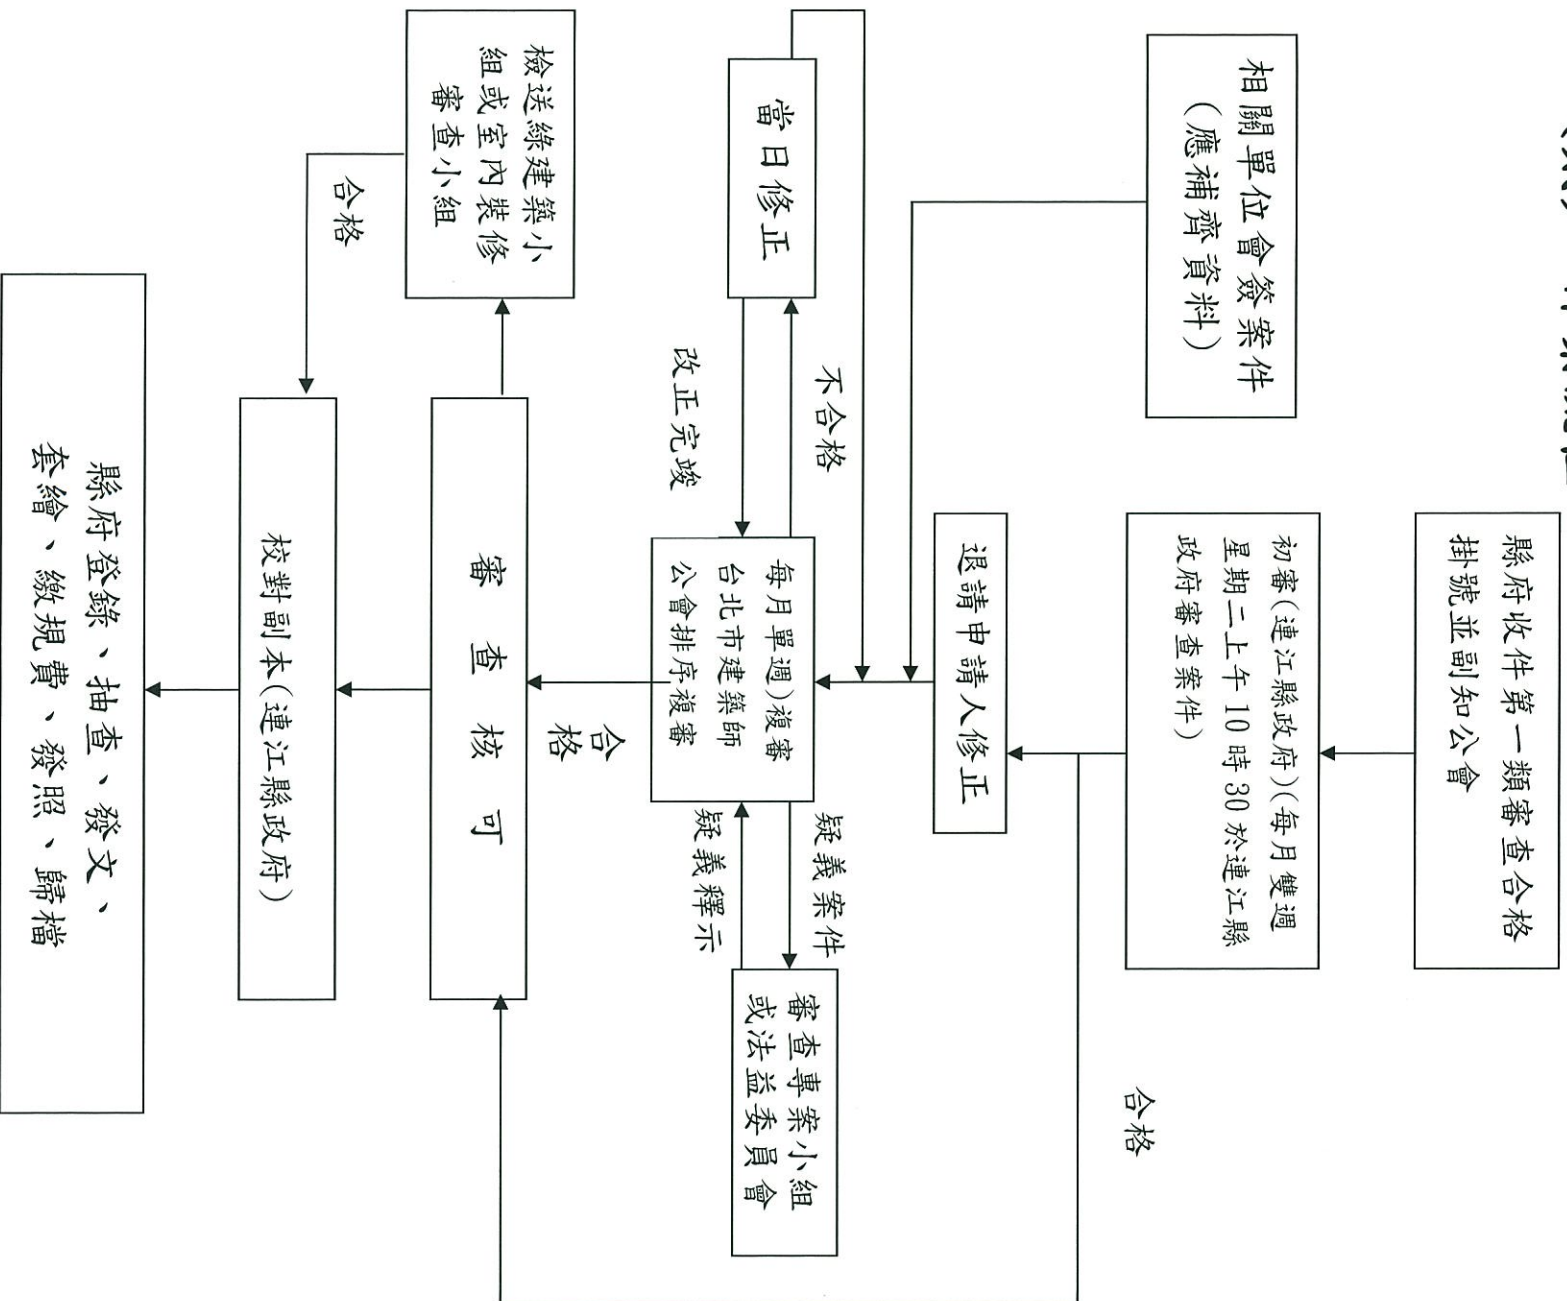 縣府收件第一類審查合格
掛號並副知公會
初審(連江縣政府)(每月雙週
星期二上午10時30於連江縣
政府審查案件)
合格
相關單位會簽案件
(應補齊資料)
退請申請人修正
當日修正
不合格
改正完竣
每月單週)複審
台北市建築師
公會排序複審
疑義案件
疑義釋示
審查專案小組
或法益委員會
合格
審查核可
檢送綠建築小
組或室內裝修
審查小組
合格
校對副本(連江縣政府)
縣府登錄、抽查、發文、
套繪、繳規費、發照、歸檔